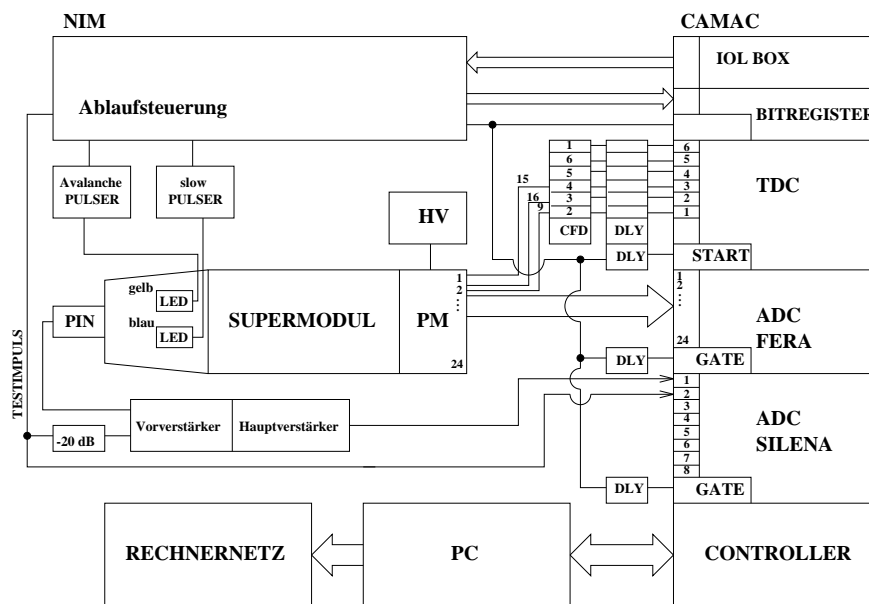 NIM
CAMAC
IOL BOX
Ablaufsteuerung
BITREGISTER
Avalanche
PULSER
slow
PULSER
HV
15
16
9
1
6
5
4
3
2
CFD
DLY
6
5
4
3
2
1
TDC
DLY
START
gelb
LED
blau
LED
PIN
SUPERMODUL
PM
1
2
...
24
1
2
...
24
ADC
FERA
DLY
GATE
TESTIMPULS
-20 dB
Vorverstärker
Hauptverstärker
1
2
3
4
5
6
7
8
ADC
SILENA
DLY
GATE
RECHNERNETZ
PC
CONTROLLER